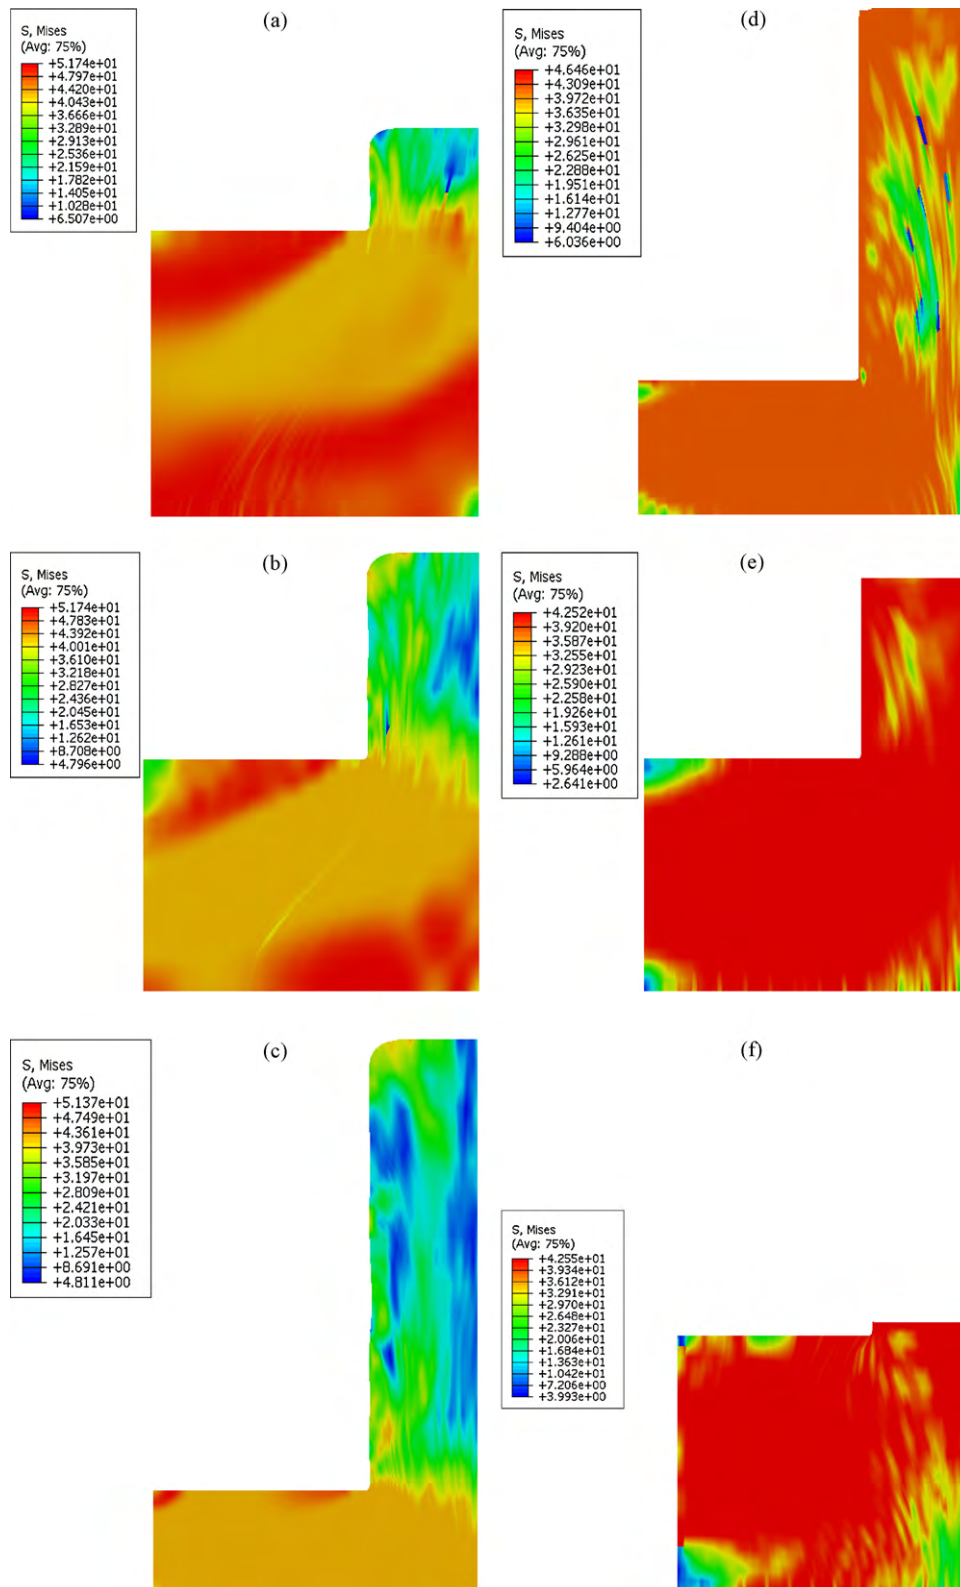 (a)
S, Mises
(Avg: 75%)
+5.174e+01
+4.797e+01
+4.420e+01
+4.043e+01
+3.666e+01
+3.289e+01
+2.913e+01
+2.536e+01
+2.159e+01
+1.782e+01
+1.405e+01
+1.028e+01
+6.507e+00
(d)
S, Mises
(Avg: 75%)
+4.646e+01
+4.309e+01
+3.972e+01
+3.635e+01
+3.298e+01
+2.961e+01
+2.625e+01
+2.288e+01
+1.951e+01
+1.614e+01
+1.277e+01
+9.404e+00
+6.036e+00
(b)
S, Mises
(Avg: 75%)
+5.174e+01
+4.783e+01
+4.392e+01
+4.001e+01
+3.610e+01
+3.218e+01
+2.827e+01
+2.436e+01
+2.045e+01
+1.653e+01
+1.262e+01
+8.708e+00
+4.796e+00
(e)
S, Mises
(Avg: 75%)
+4.252e+01
+3.920e+01
+3.587e+01
+3.255e+01
+2.923e+01
+2.590e+01
+2.258e+01
+1.926e+01
+1.593e+01
+1.261e+01
+9.288e+00
+5.964e+00
+2.641e+00
(c)
S, Mises
(Avg: 75%)
+5.137e+01
+4.749e+01
+4.361e+01
+3.973e+01
+3.585e+01
+3.197e+01
+2.809e+01
+2.421e+01
+2.033e+01
+1.645e+01
+1.257e+01
+8.691e+00
+4.811e+00
(f)
S, Mises
(Avg: 75%)
+4.255e+01
+3.934e+01
+3.612e+01
+3.291e+01
+2.970e+01
+2.648e+01
+2.327e+01
+2.006e+01
+1.684e+01
+1.363e+01
+1.042e+01
+7.206e+00
+3.993e+00